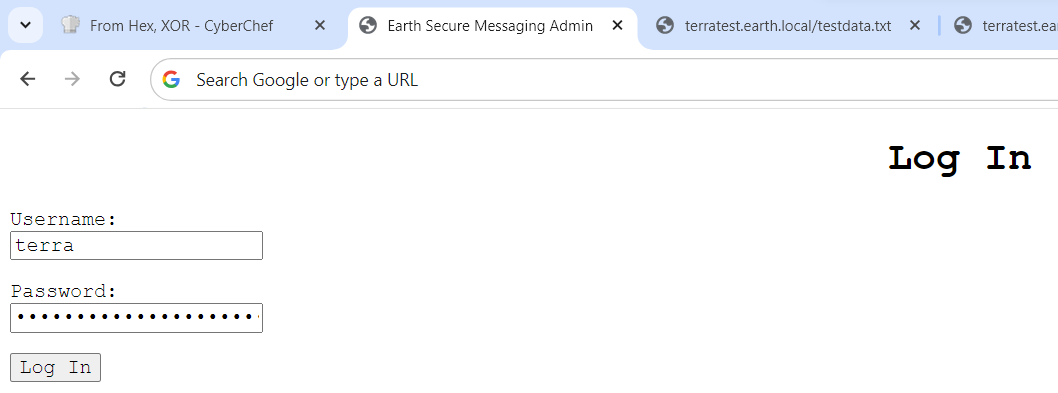 From Hex, XOR - CyberChef Earth Secure Messaging Admin terratest.earth.local/testdata.txt terratest.ea
Search Google or type a URL
Log In
Username:
terra
Password:
Log In